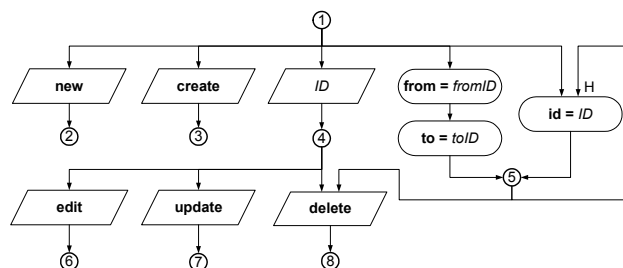 1
new
create
ID
from = fromID
H
id = ID
2
3
4
to = toID
5
edit
update
delete
6
7
8